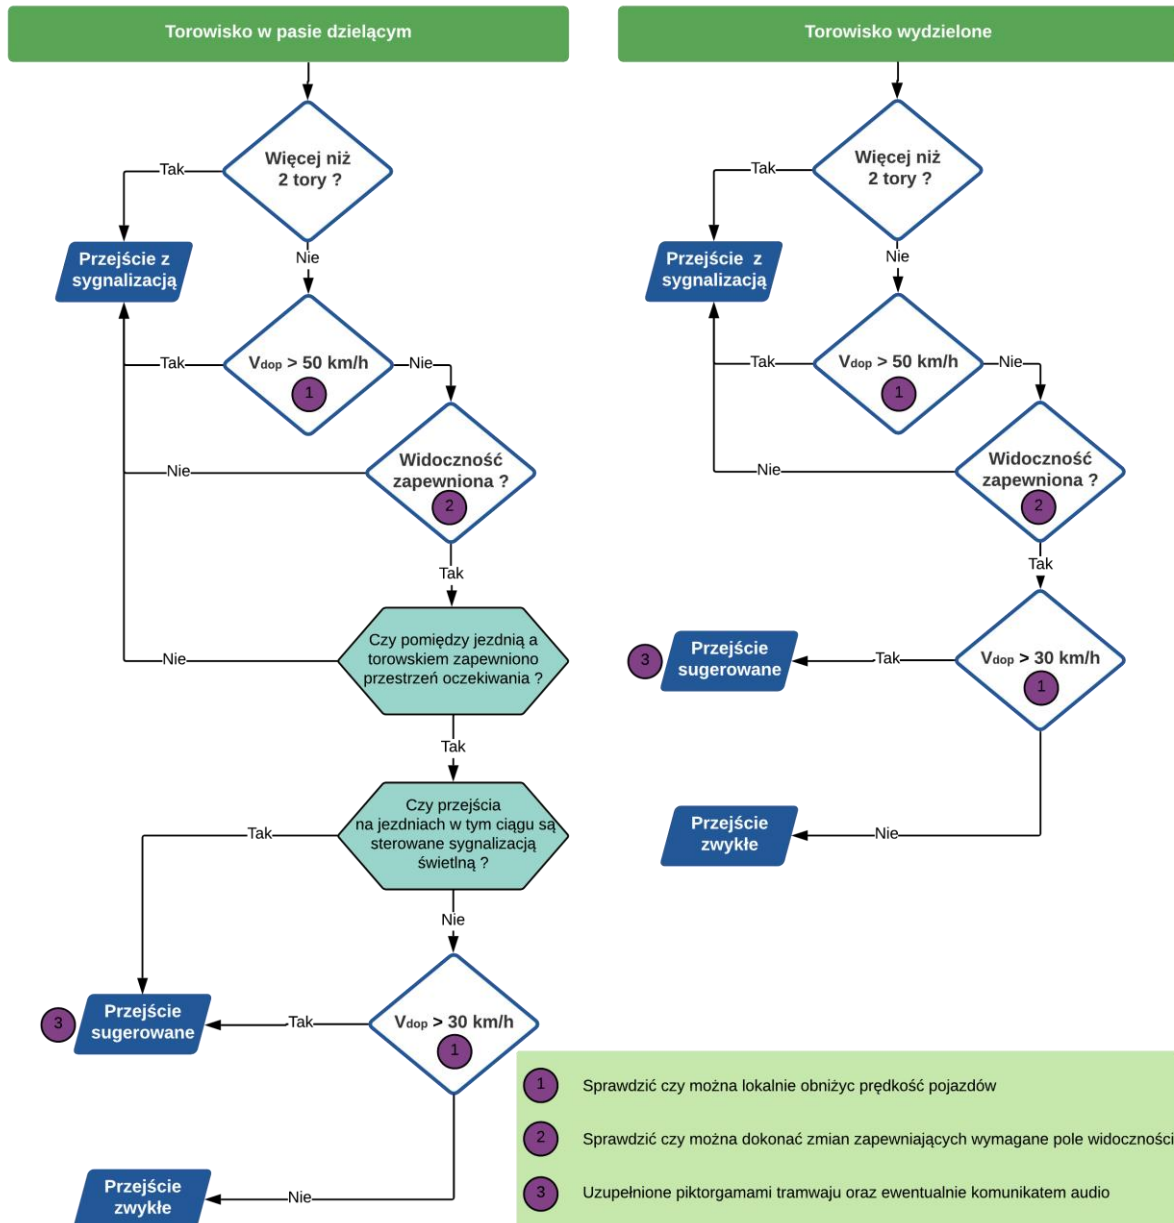 Torowisko w pasie dzielącym
Więcej niż
2 tory ?
Tak
Przejście z
sygnalizacją
Nie
Tak
Vdop > 50 km/h
1
Nie
Nie
Widoczność
zapewniona ?
2
Tak
Nie
Czy pomiędzy jezdnią a
torowskiem zapewniono
przestrzeń oczekiwania ?
Tak
Czy przejścia
na jezdniach w tym ciągu są
sterowane sygnalizacją
świetlną ?
Tak
Nie
3
Przejście
sugerowane
Tak
Vdop > 30 km/h
1
Przejście
zwykłe
Nie
Torowisko wydzielone
Więcej niż
2 tory ?
Tak
Przejście z
sygnalizacją
Nie
Tak
Vdop > 50 km/h
1
Nie
Nie
Widoczność
zapewniona ?
2
Tak
3
Przejście
sugerowane
Tak
Vdop > 30 km/h
1
Przejście
zwykłe
Nie
1 Sprawdzić czy można lokalnie obniżyc prędkość pojazdów
2 Sprawdzić czy można dokonać zmian zapewniających wymagane pole widoczności
3 Uzupełnione piktorgamami tramwaju oraz ewentualnie komunikatem audio